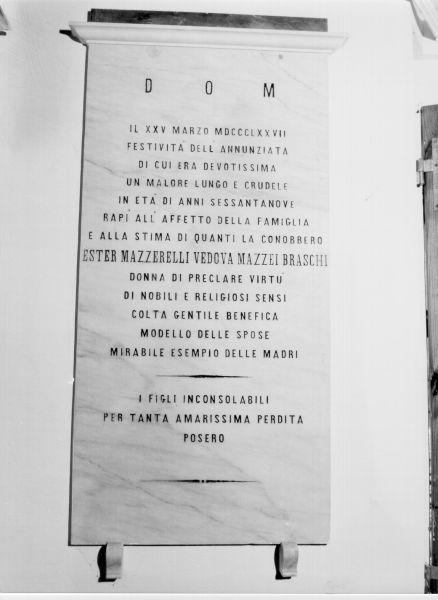 D O M
IL XXV MARZO MDCCCLXXVII
FESTIVITÀ DELL'ANNUNZIATA
DI CUI ERA DEVOTISSIMA
UN MALORE LUNGO E CRUDELE
IN ETÀ DI ANNI SESSANTANOVE
RAPÌ ALL'AFFETTO DELLA FAMIGLIA
E ALLA STIMA DI QUANTI LA CONOBBERO
ESTER MAZZERELLI VEDOVA MAZZEI BRASCHI
DONNA DI PRECLARE VIRTÙ
DI NOBILI E RELIGIOSI SENSI
COLTA GENTILE BENEFICA
MODELLO DELLE SPOSE
MIRABILE ESEMPIO DELLE MADRI
I FIGLI INCONSOLABILI
PER TANTA AMARISSIMA PERDITA
POSERO